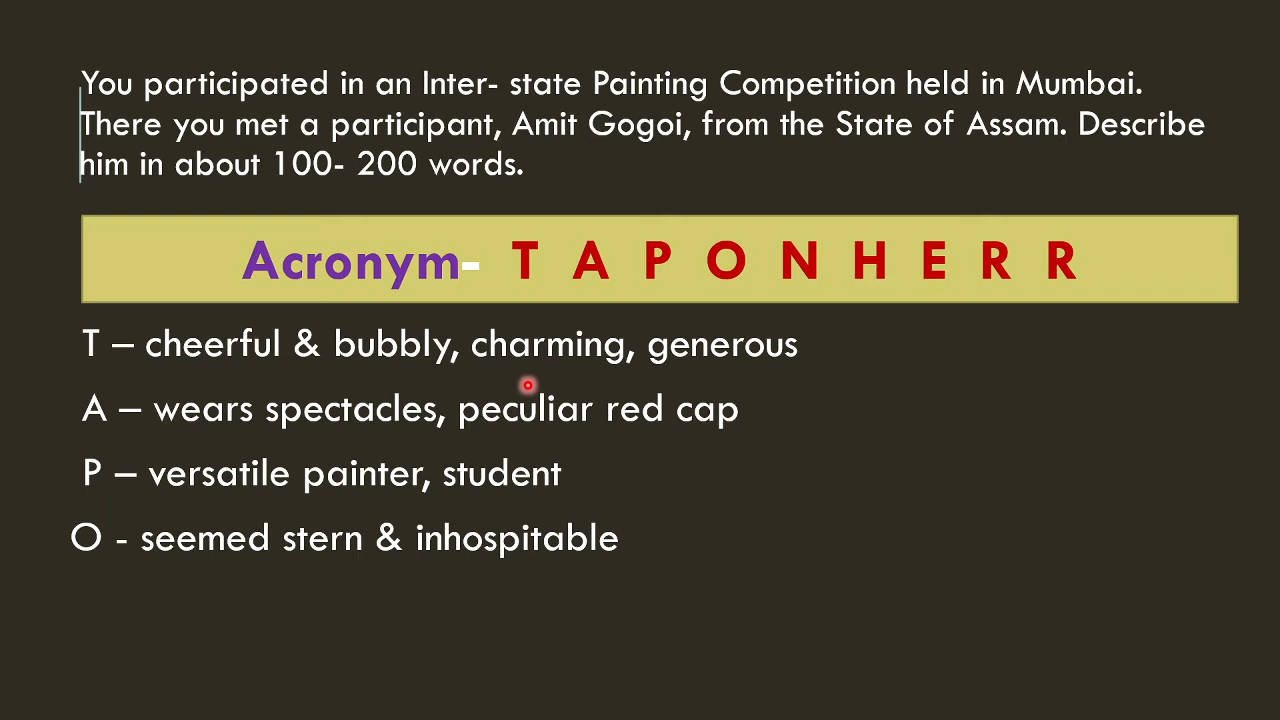 You participated in an Inter- state Painting Competition held in Mumbai.
There you met a participant, Amit Gogoi, from the State of Assam. Describe
him in about 100- 200 words.
Acronym- T A P O N H E R R
T – cheerful & bubbly, charming, generous
A – wears spectacles, peculiar red cap
P – versatile painter, student
O - seemed stern & inhospitable